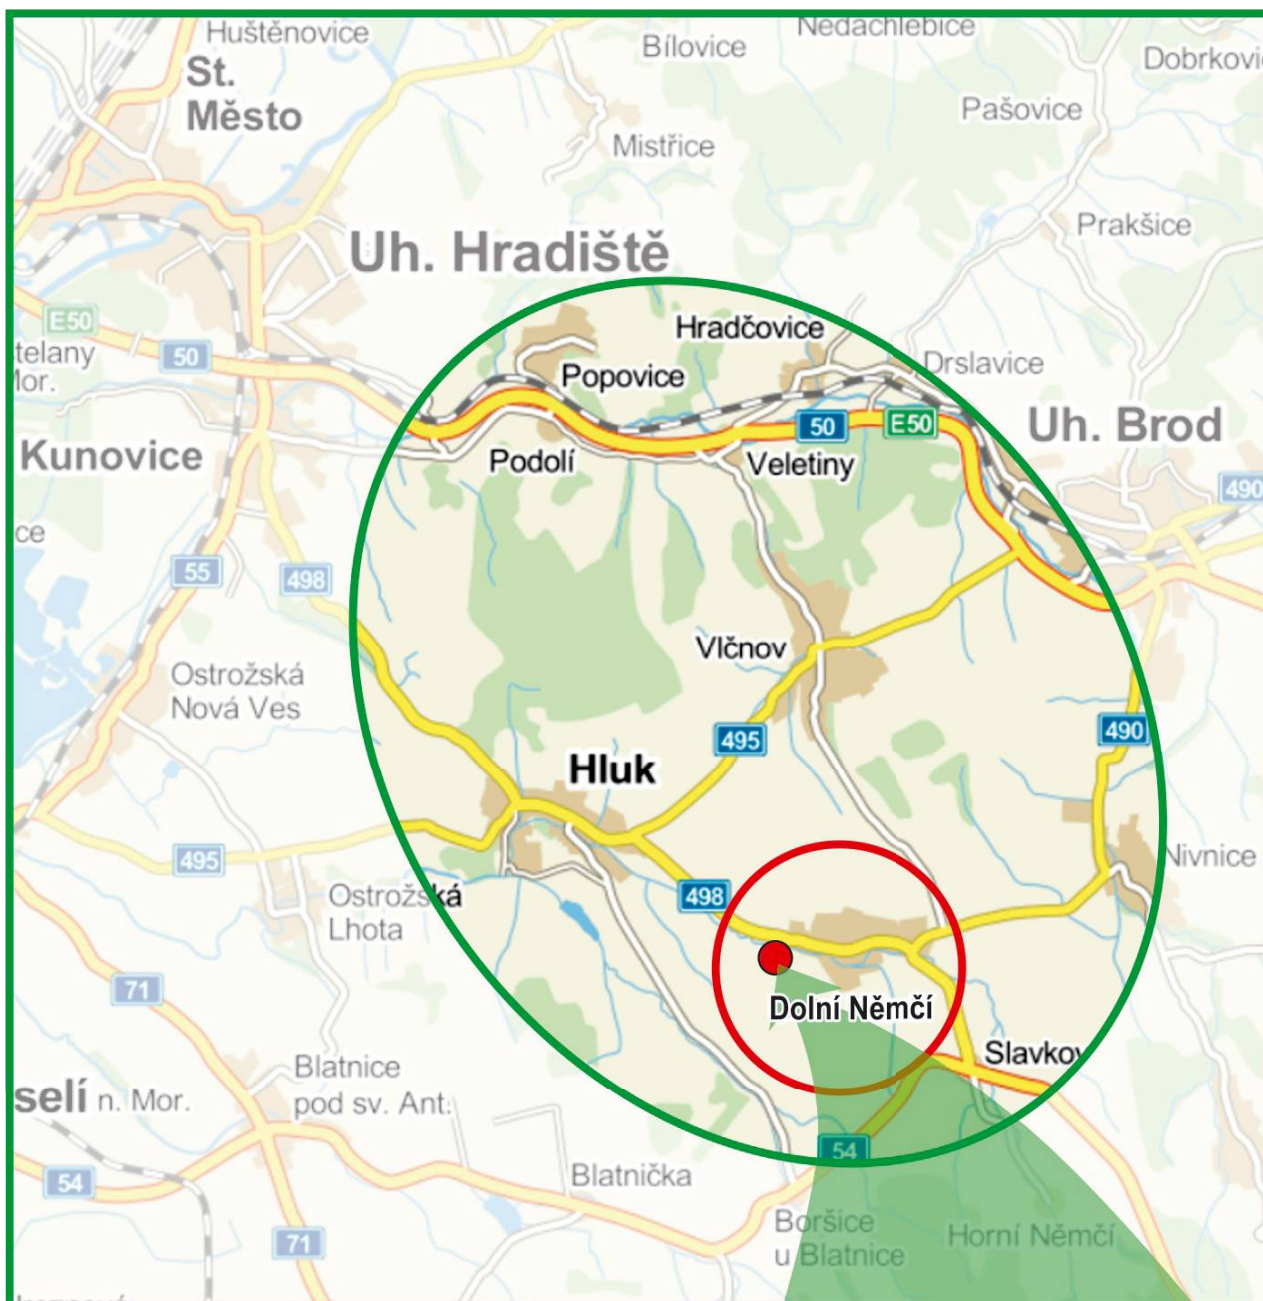 Huštěnovice
Nedachlebice
Bílovice
St.
Město
Pašovice
Mistřice
Prakšice
Uh. Hradiště
E50
Hradčovice
50
Drslavice
Popovice
Uh. Brod
50
E50
Kunovice
Podolí
Veletiny
490
55
498
Vlčnov
Ostrožská
Nová Ves
495
490
Hluk
495
Nivnice
498
Ostrožská
Lhota
71
Dolní Němčí
Slavkov
Blatnice
pod sv. Ant.
n. Mor.
54
54
Blatnička
Boršice
u Blatnice
Horní Němčí
71